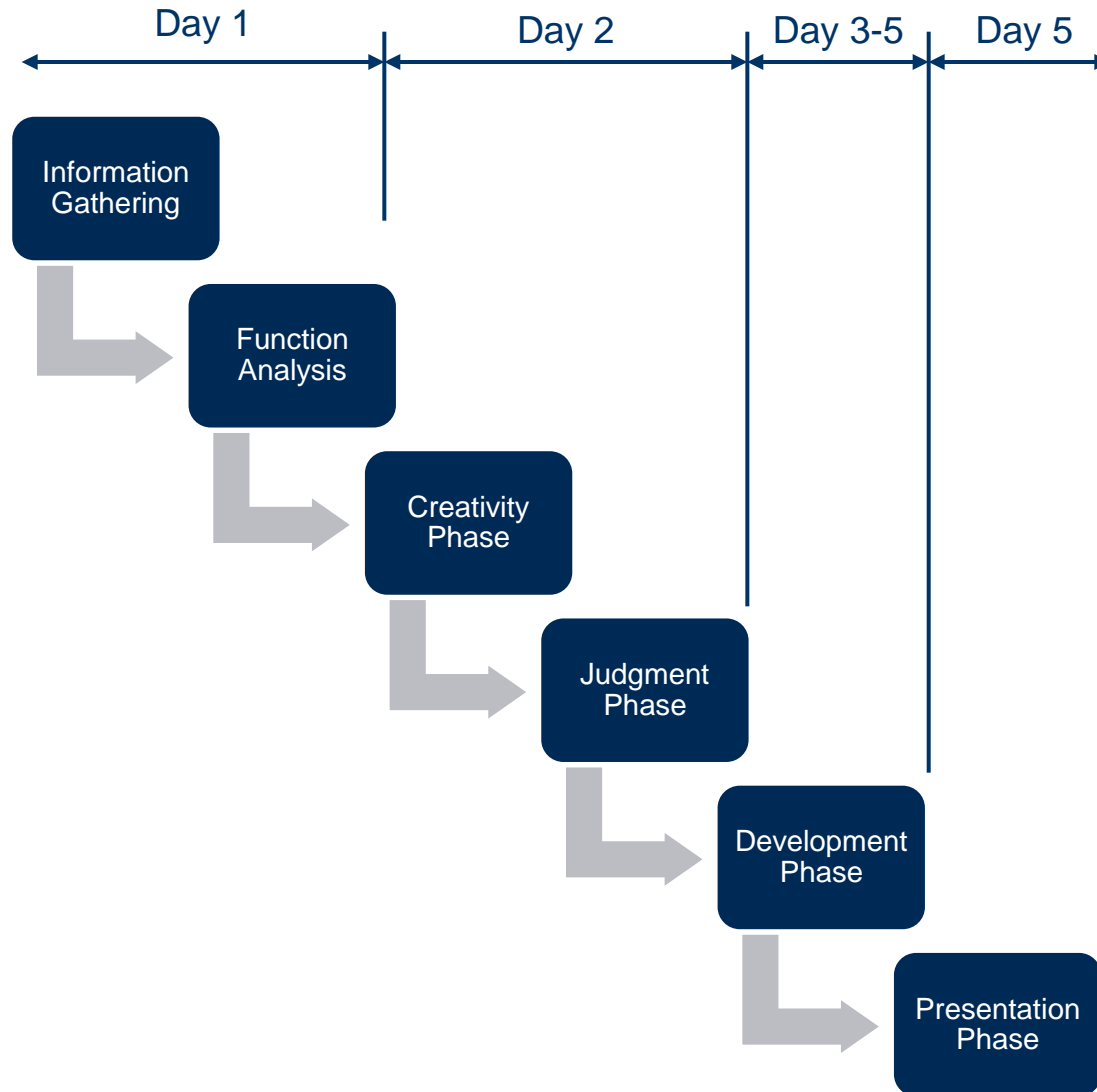 Day 1
Day 2
Day 3-5
Day 5
Information
Gathering
Function
Analysis
Creativity
Phase
Judgment
Phase
Development
Phase
Presentation
Phase